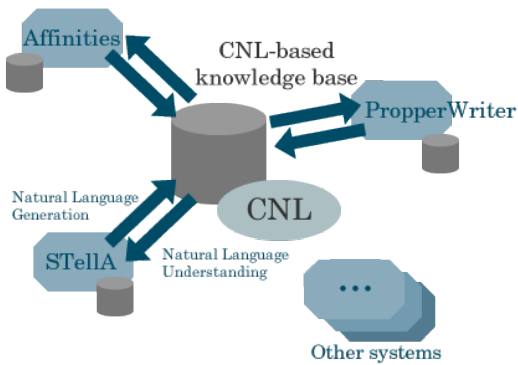 Affinities
CNL-based
knowledge base
PropperWriter
CNL
Natural Language
Generation
Natural Language
Understanding
STellA
...
Other systems